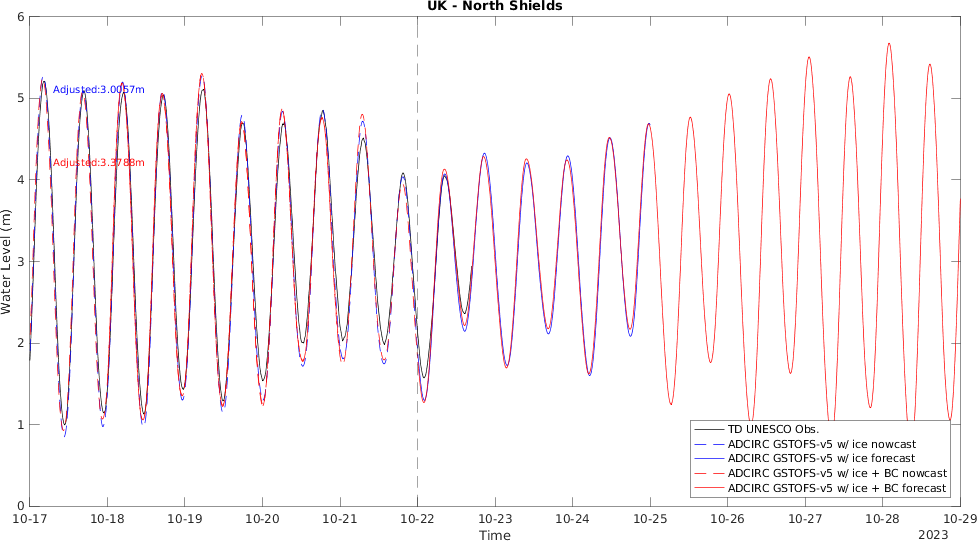 UK - North Shields
6
5
4
3
2
1
0
Water Level (m)
Adjusted:3.0057m
Adjusted:3.3788m
TD UNESCO Obs.
ADCIRC GSTOFS-v5 w/ ice nowcast
ADCIRC GSTOFS-v5 w/ ice forecast
ADCIRC GSTOFS-v5 w/ ice + BC nowcast
ADCIRC GSTOFS-v5 w/ ice + BC forecast
10-17 10-18 10-19 10-20 10-21 10-22 10-23 10-24 10-25 10-26 10-27 10-28 10-29
Time
2023